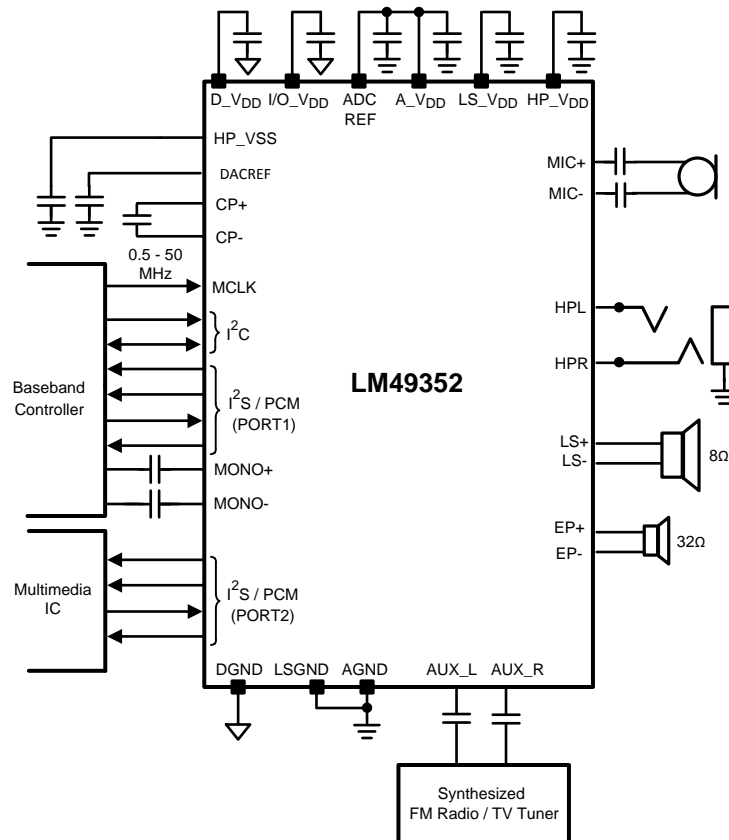 D_VDD I/O_VDD ADC REF A_VDD LS_VDD HP_VDD
HP_VSS
DACREF
CP+
CP-
0.5 - 50
MHz
MCLK
I2C
Baseband
Controller
I2S / PCM
(PORT1)
MONO+
MONO-
Multimedia
IC
I2S / PCM
(PORT2)
LM49352
MIC+
MIC-
HPL
HPR
LS+
LS-
8Ω
EP+
EP-
32Ω
DGND LSGND AGND AUX_L AUX_R
Synthesized
FM Radio / TV Tuner